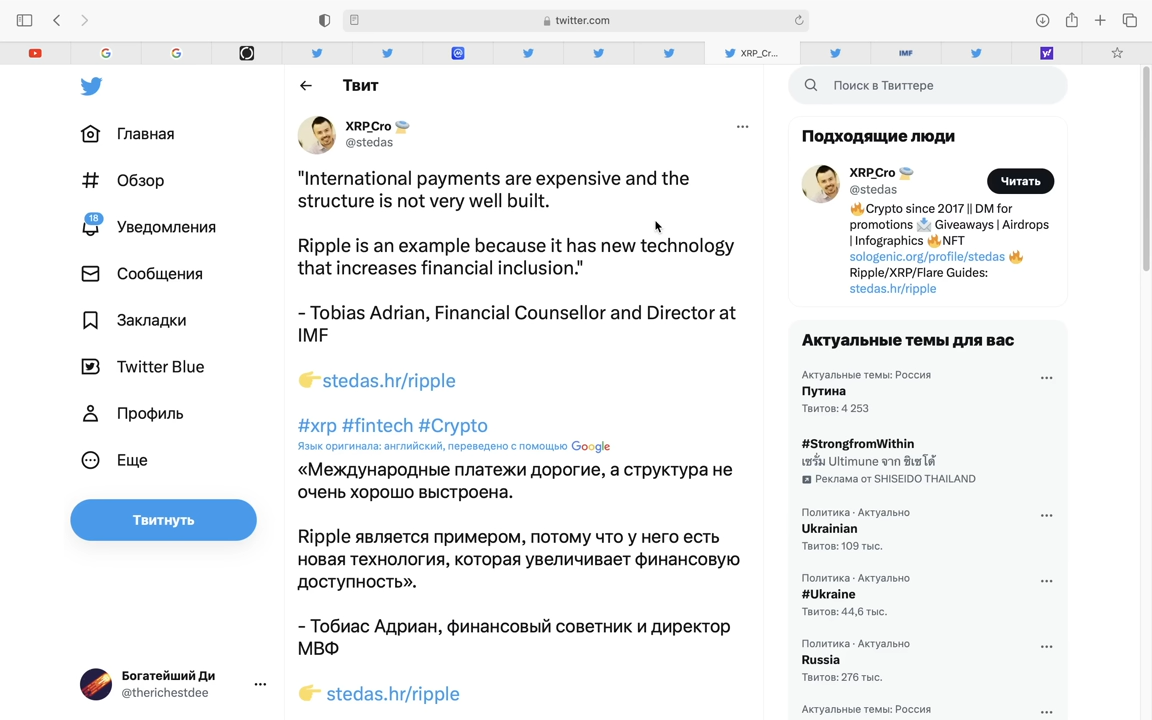 twitter.com
XRP_Cr...
IMF
y!
Твит
Поиск в Твиттере
Главная
Обзор
18
Уведомления
Сообщения
Закладки
Twitter Blue
Профиль
Еще
Твитнуть
Богатейший Ди
@therichestdee
XRP_Cro
@stedas
"International payments are expensive and the
structure is not very well built.
Ripple is an example because it has new technology
that increases financial inclusion."
- Tobias Adrian, Financial Counsellor and Director at
IMF
stedas.hr/ripple
#xrp #fintech #Crypto
Язык оригинала: английский, переведено с помощью Google
«Международные платежи дорогие, а структура не
очень хорошо выстроена.
Ripple является примером, потому что у него есть
новая технология, которая увеличивает финансовую
доступность».
- Тобиас Адриан, финансовый советник и директор
МВФ
stedas.hr/ripple
Подходящие люди
XRP_Cro
@stedas
Читать
Crypto since 2017 || DM for
promotions Giveaways | Airdrops
| Infographics NFT
sologenic.org/profile/stedas
Ripple/XRP/Flare Guides:
stedas.hr/ripple
Актуальные темы для вас
Актуальные темы: Россия
Путина
Твитов: 4 253
#StrongfromWithin
เซรั่ม Ultimune จาก ชิเซโด้
Реклама от SHISEIDO THAILAND
Политика · Актуально
Ukrainian
Твитов: 109 тыс.
Политика · Актуально
#Ukraine
Твитов: 44,6 тыс.
Политика · Актуально
Russia
Твитов: 276 тыс.
Актуальные темы: Россия